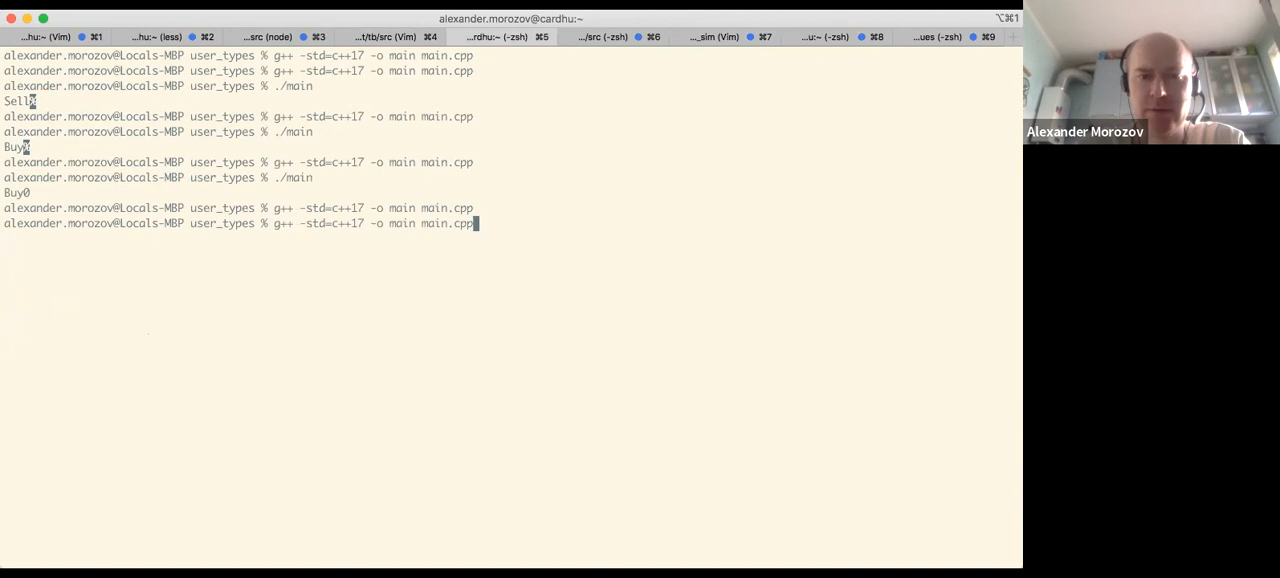 alexander.morozov@cardhu:~
⌥⌘1
...hu:~ (Vim) ⌘1 ...hu:~ (less) ⌘2 ...src (node) ⌘3 ...t/tb/src (Vim) ⌘4 ...rdhu:~ (-zsh) ⌘5 .../src (-zsh) ⌘6 ..._sim (Vim) ⌘7 ...u:~ (-zsh) ⌘8 ...ues (-zsh) ⌘9
alexander.morozov@Locals-MBP user_types % g++ -std=c++17 -o main main.cpp
alexander.morozov@Locals-MBP user_types % g++ -std=c++17 -o main main.cpp
alexander.morozov@Locals-MBP user_types % ./main
Sell%
alexander.morozov@Locals-MBP user_types % g++ -std=c++17 -o main main.cpp
alexander.morozov@Locals-MBP user_types % ./main
Buy%
alexander.morozov@Locals-MBP user_types % g++ -std=c++17 -o main main.cpp
alexander.morozov@Locals-MBP user_types % ./main
Buy0
alexander.morozov@Locals-MBP user_types % g++ -std=c++17 -o main main.cpp
alexander.morozov@Locals-MBP user_types % g++ -std=c++17 -o main main.cpp
Alexander Morozov